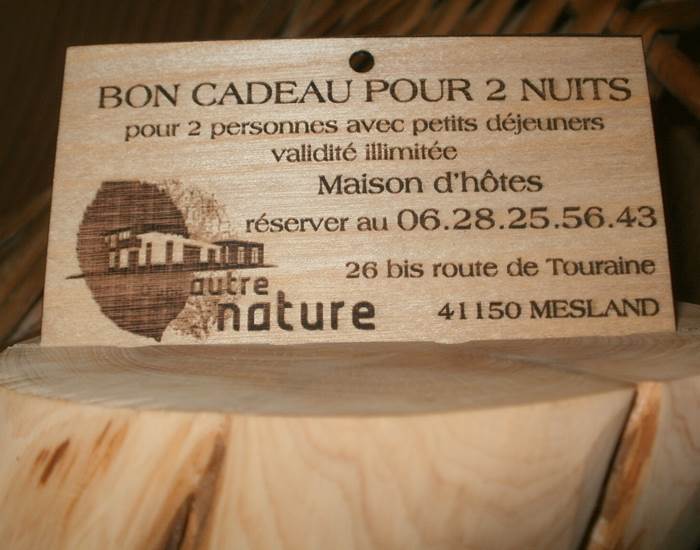 BON CADEAU POUR 2 NUITS
pour 2 personnes avec petits déjeuners
validité illimitée
Maison d'hôtes
réserver au 06.28.25.56.43
26 bis route de Touraine
41150 MESLAND
autre
nature